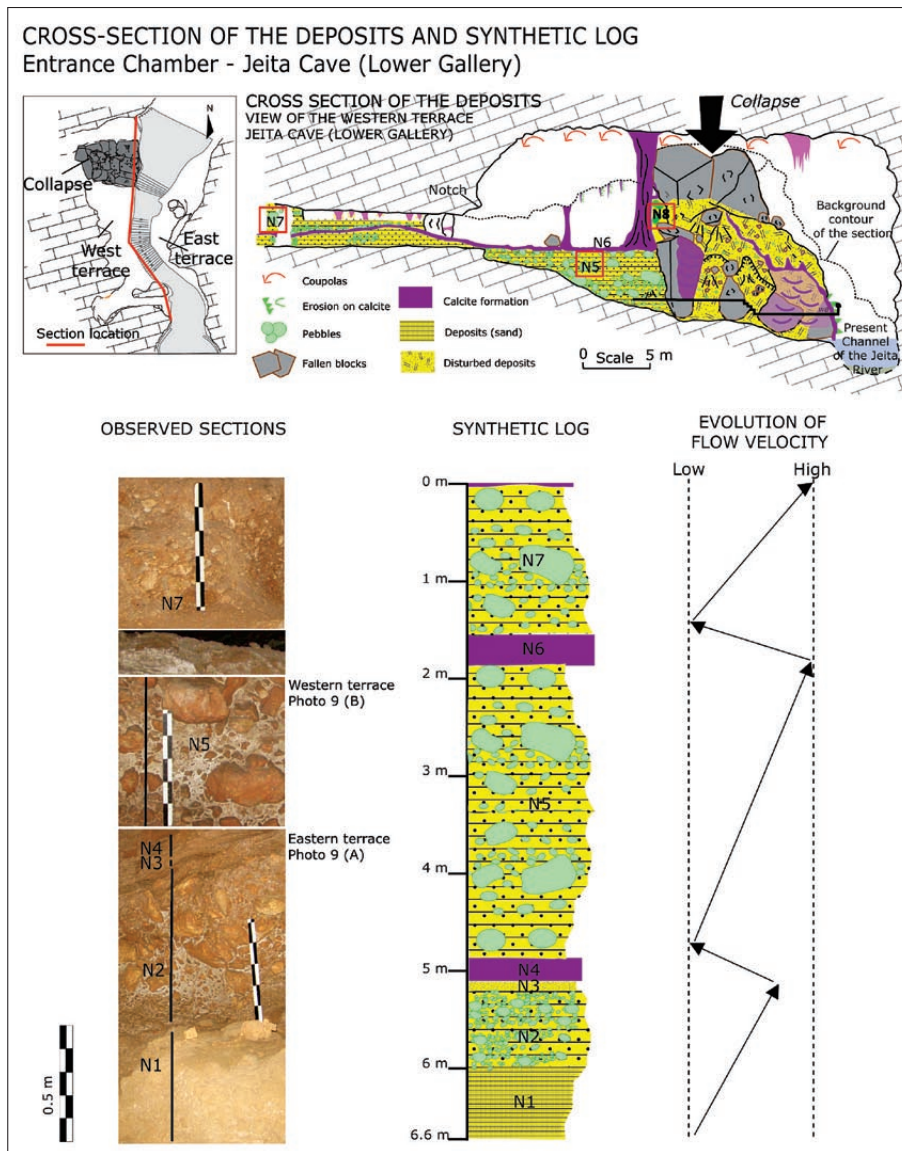 CROSS-SECTION OF THE DEPOSITS AND SYNTHETIC LOG
Entrance Chamber - Jeita Cave (Lower Gallery)
N
Collapse
West
terrace
East
terrace
Section location
CROSS SECTION OF THE DEPOSITS
VIEW OF THE WESTERN TERRACE
JEITA CAVE (LOWER GALLERY)
Collapse
Notch
Background
contour
of the section
N7
N8
N6
N5
Present
Channel
of the Jeita
River
Coupolas
Erosion on calcite
Pebbles
Fallen blocks
Calcite formation
Deposits (sand)
Disturbed deposits
0 Scale 5 m
OBSERVED SECTIONS
N7
Western terrace
Photo 9 (B)
N5
Eastern terrace
Photo 9 (A)
N4
N3
N2
N1
0.5 m
SYNTHETIC LOG
0 m
N7
1 m
N6
2 m
3 m
N5
4 m
5 m
N4
N3
N2
6 m
N1
6.6 m
EVOLUTION OF
FLOW VELOCITY
Low High